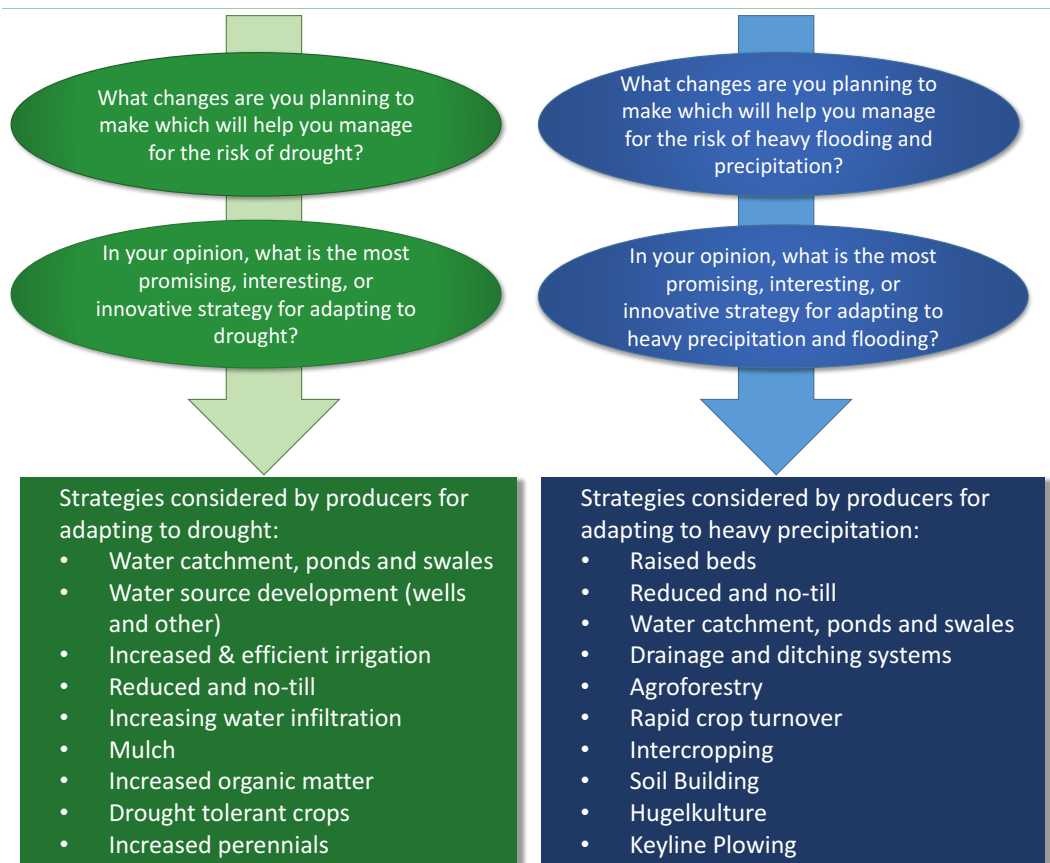 What changes are you planning to
make which will help you manage
for the risk of drought?
In your opinion, what is the most
promising, interesting, or
innovative strategy for adapting to
drought?
Strategies considered by producers for
adapting to drought:
• Water catchment, ponds and swales
• Water source development (wells
and other)
• Increased & efficient irrigation
• Reduced and no-till
• Increasing water infiltration
• Mulch
• Increased organic matter
• Drought tolerant crops
• Increased perennials
What changes are you planning to
make which will help you manage
for the risk of heavy flooding and
precipitation?
In your opinion, what is the most
promising, interesting, or
innovative strategy for adapting to
heavy precipitation and flooding?
Strategies considered by producers for
adapting to heavy precipitation:
• Raised beds
• Reduced and no-till
• Water catchment, ponds and swales
• Drainage and ditching systems
• Agroforestry
• Rapid crop turnover
• Intercropping
• Soil Building
• Hugelkulture
• Keyline Plowing